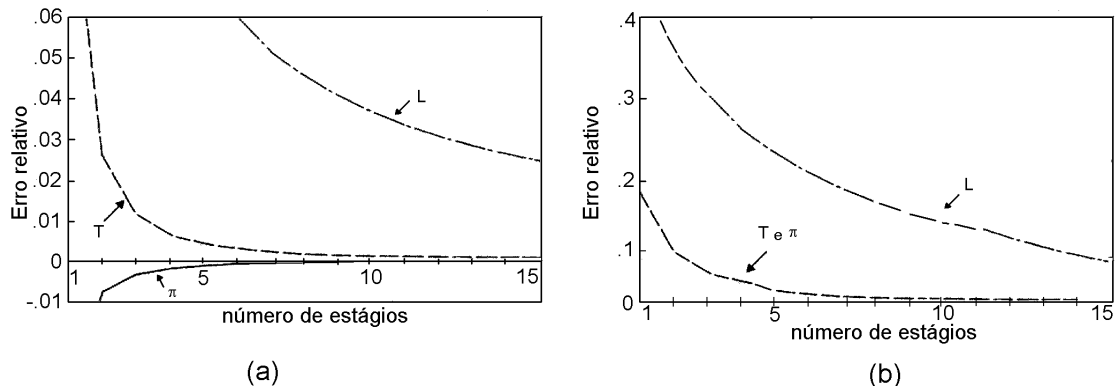 Erro relativo
.06
.05
.04
.03
.02
.01
0
-.01
L
T
π
1
5
10
15
número de estágios
(a)
Erro relativo
.4
.3
.2
.1
0
L
T e π
1
5
10
15
número de estágios
(b)